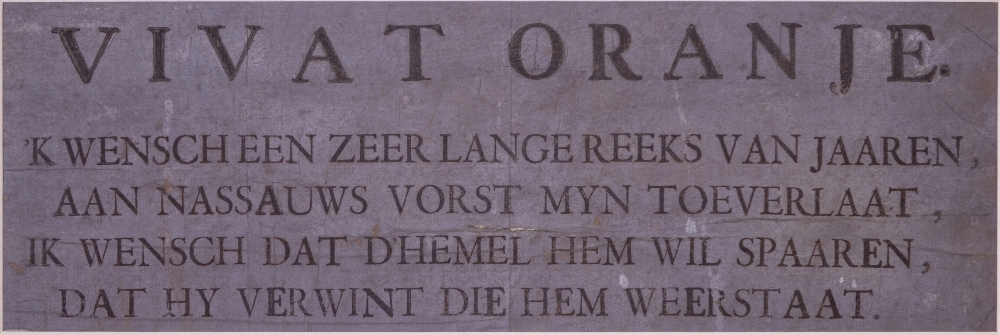 VIVAT ORANJE.
'K WENSCH EEN ZEER LANGE REEKS VAN JAAREN,
AAN NASSAUWS VORST MYN TOEVERLAAT,
IK WENSCH DAT D'HEMEL HEM WIL SPAAREN,
DAT HY VERWINT DIE HEM WEERSTAAT.